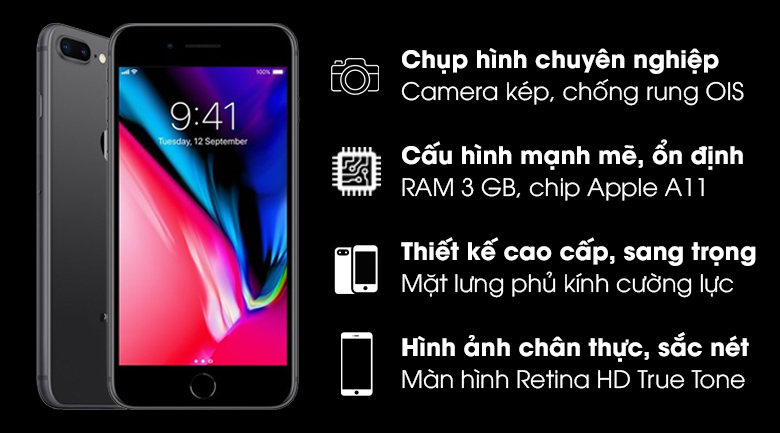 100%
9:41
Tuesday, 12 September
Chụp hình chuyên nghiệp
Camera kép, chống rung OIS
Cấu hình mạnh mẽ, ổn định
RAM 3 GB, chip Apple A11
Thiết kế cao cấp, sang trọng
Mặt lưng phủ kính cường lực
Hình ảnh chân thực, sắc nét
Màn hình Retina HD True Tone